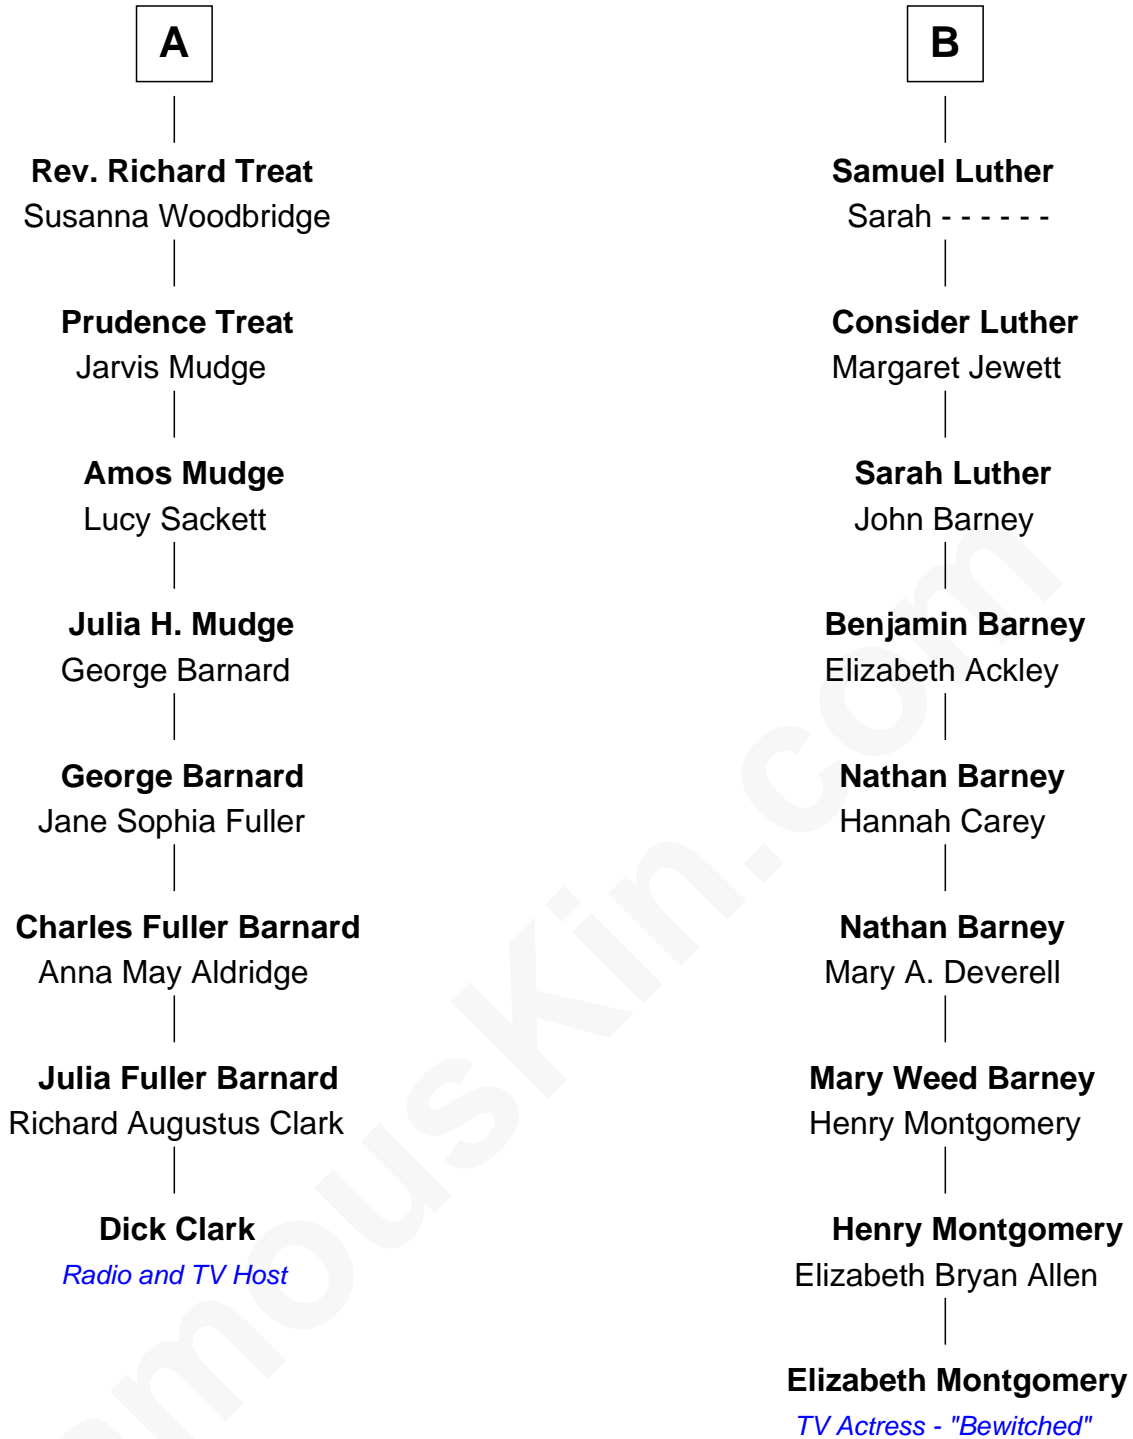 A
Rev. Richard Treat
Susanna Woodbridge
Prudence Treat
Jarvis Mudge
Amos Mudge
Lucy Sackett
Julia H. Mudge
George Barnard
George Barnard
Jane Sophia Fuller
Charles Fuller Barnard
Anna May Aldridge
Julia Fuller Barnard
Richard Augustus Clark
Dick Clark
Radio and TV Host
B
Samuel Luther
Sarah - - - - - -
Consider Luther
Margaret Jewett
Sarah Luther
John Barney
Benjamin Barney
Elizabeth Ackley
Nathan Barney
Hannah Carey
Nathan Barney
Mary A. Deverell
Mary Weed Barney
Henry Montgomery
Henry Montgomery
Elizabeth Bryan Allen
Elizabeth Montgomery
TV Actress - "Bewitched"
amouskin.com